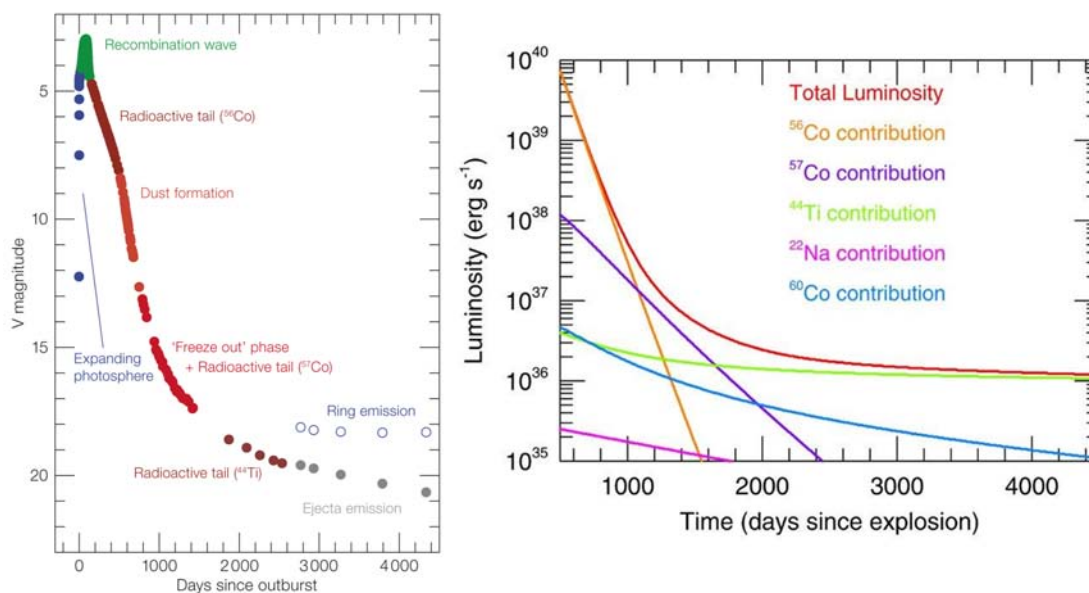 5
10
15
20
V magnitude
0
1000
2000
3000
4000
Days since outburst
Recombination wave
Radioactive tail (⁵⁶Co)
Dust formation
Expanding
photosphere
'Freeze out' phase
+ Radioactive tail (⁵⁷Co)
Ring emission
Radioactive tail (⁴⁴Ti)
Ejecta emission
10⁴⁰
10³⁹
10³⁸
10³⁷
10³⁶
10³⁵
Luminosity (erg s⁻¹)
Total Luminosity
⁵⁶Co contribution
⁵⁷Co contribution
⁴⁴Ti contribution
²²Na contribution
⁶⁰Co contribution
1000
2000
3000
4000
Time (days since explosion)